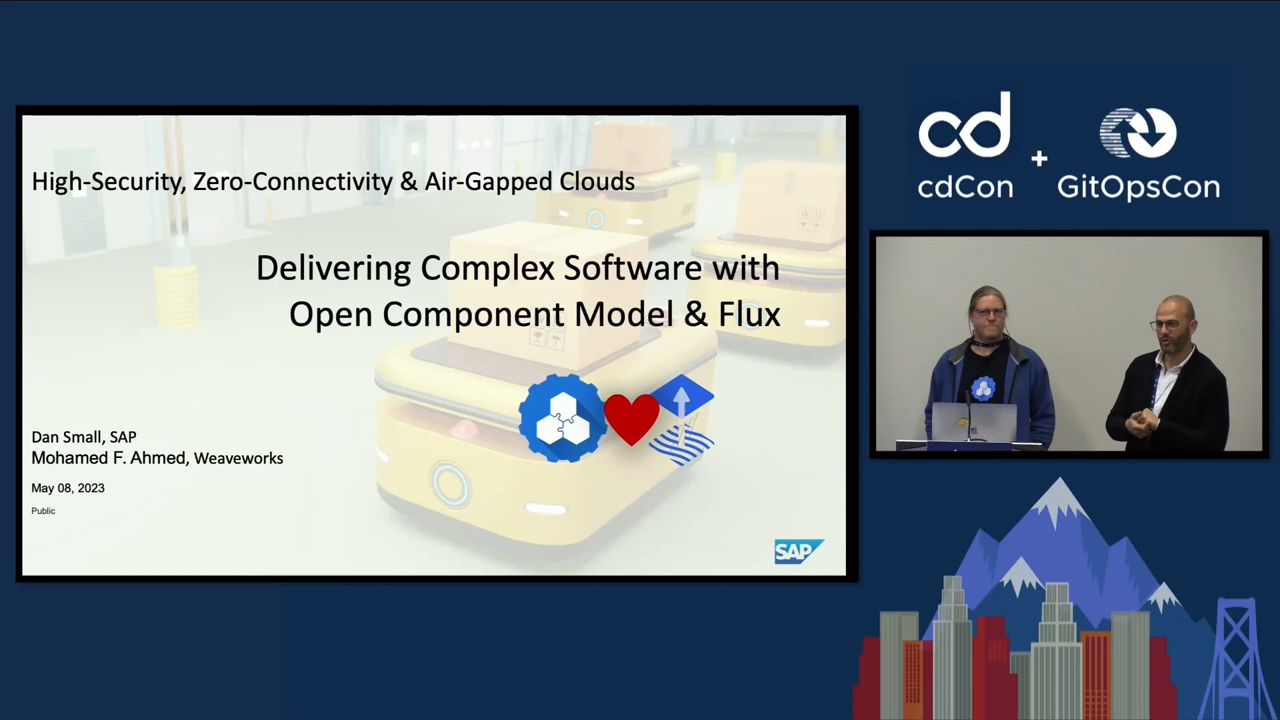 High-Security, Zero-Connectivity & Air-Gapped Clouds
Delivering Complex Software with
Open Component Model & Flux
Dan Small, SAP
Mohamed F. Ahmed, Weaveworks
May 08, 2023
Public
SAP
cd
cdCon
+
GitOpsCon